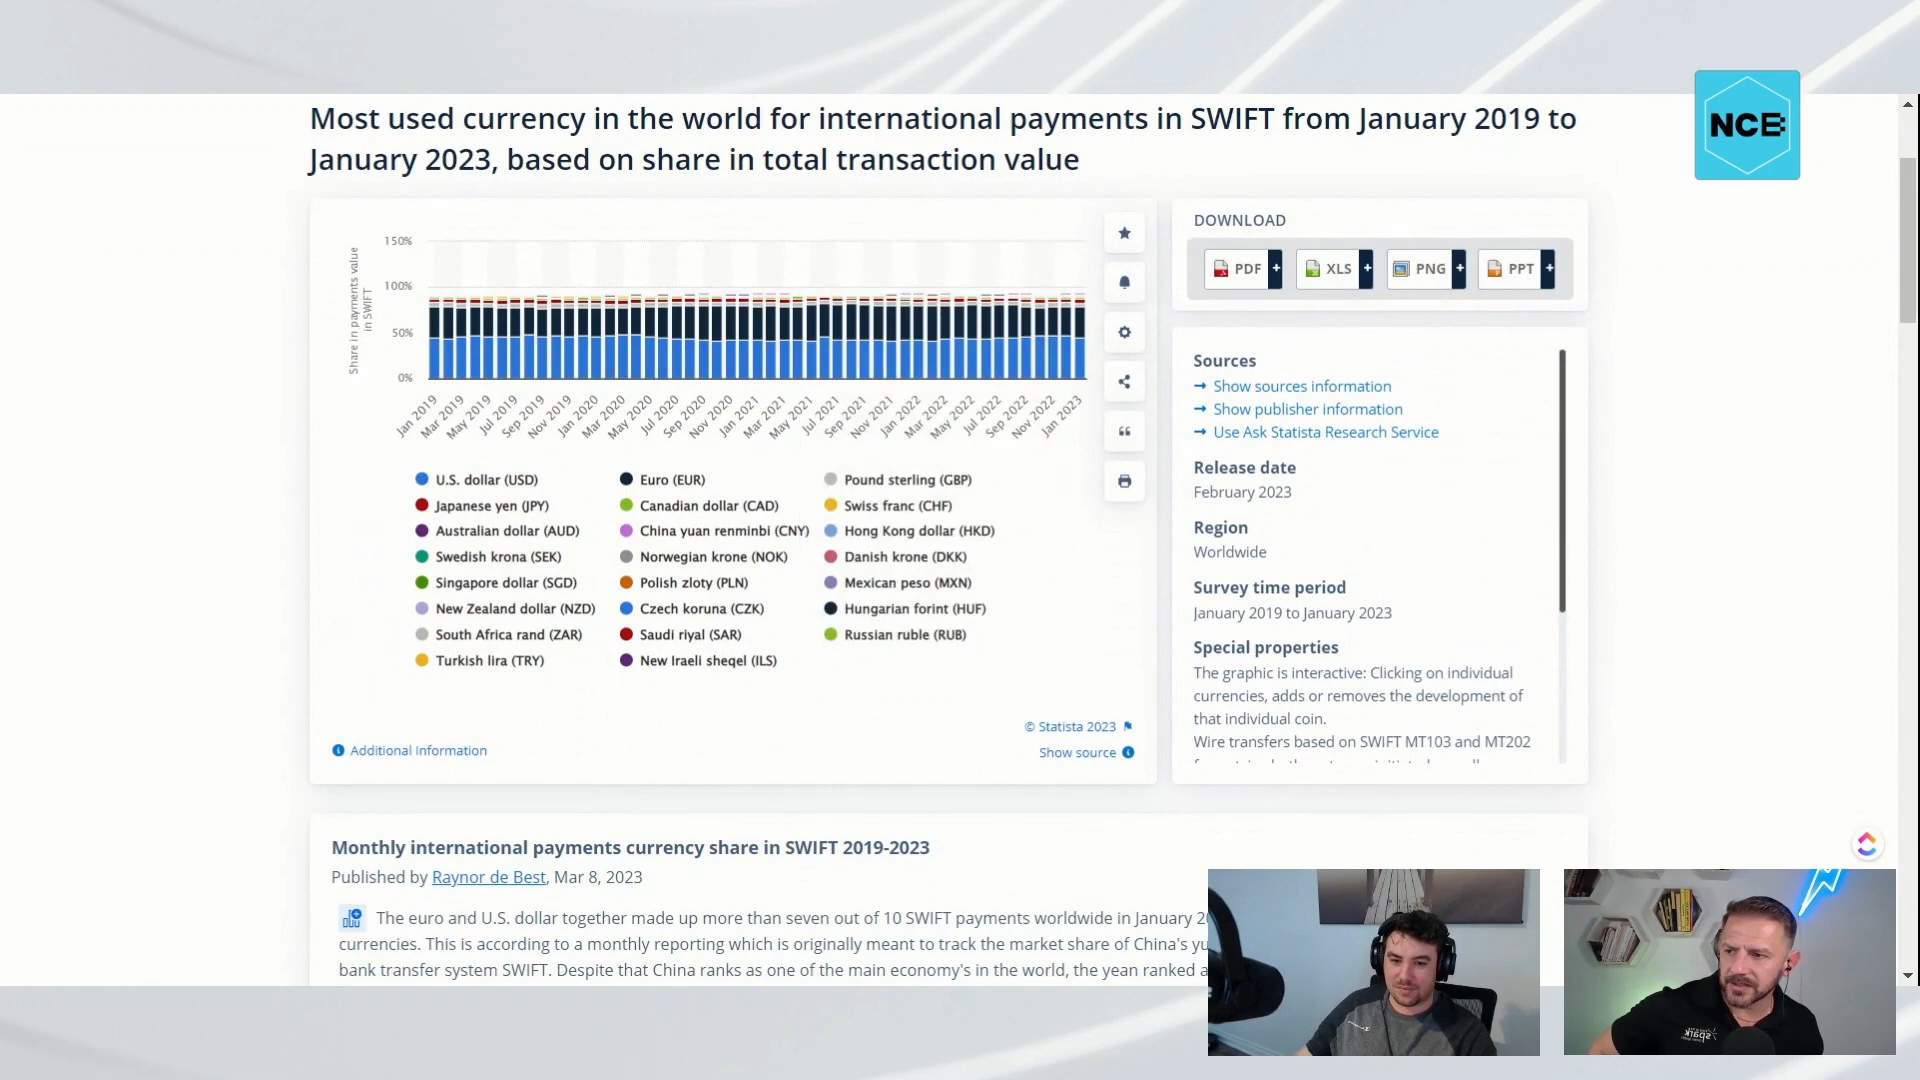 Most used currency in the world for international payments in SWIFT from January 2019 to
January 2023, based on share in total transaction value
NCE
Share in payments value
in SWIFT
150%
100%
50%
0%
Jan 2019
Mar 2019
May 2019
Jul 2019
Sep 2019
Nov 2019
Jan 2020
Mar 2020
May 2020
Jul 2020
Sep 2020
Nov 2020
Jan 2021
Mar 2021
May 2021
Jul 2021
Sep 2021
Nov 2021
Jan 2022
Mar 2022
May 2022
Jul 2022
Sep 2022
Nov 2022
Jan 2023
U.S. dollar (USD)
Euro (EUR)
Pound sterling (GBP)
Japanese yen (JPY)
Canadian dollar (CAD)
Swiss franc (CHF)
Australian dollar (AUD)
China yuan renminbi (CNY)
Hong Kong dollar (HKD)
Swedish krona (SEK)
Norwegian krone (NOK)
Danish krone (DKK)
Singapore dollar (SGD)
Polish zloty (PLN)
Mexican peso (MXN)
New Zealand dollar (NZD)
Czech koruna (CZK)
Hungarian forint (HUF)
South Africa rand (ZAR)
Saudi riyal (SAR)
Russian ruble (RUB)
Turkish lira (TRY)
New Iraeli sheqel (ILS)
© Statista 2023
Additional Information
Show source
DOWNLOAD
PDF +
XLS +
PNG +
PPT +
Sources
→ Show sources information
→ Show publisher information
→ Use Ask Statista Research Service
Release date
February 2023
Region
Worldwide
Survey time period
January 2019 to January 2023
Special properties
The graphic is interactive: Clicking on individual
currencies, adds or removes the development of
that individual coin.
Wire transfers based on SWIFT MT103 and MT202
Monthly international payments currency share in SWIFT 2019-2023
Published by Raynor de Best, Mar 8, 2023
The euro and U.S. dollar together made up more than seven out of 10 SWIFT payments worldwide in January 2
currencies. This is according to a monthly reporting which is originally meant to track the market share of China's yu
bank transfer system SWIFT. Despite that China ranks as one of the main economy's in the world, the yean ranked a
spark